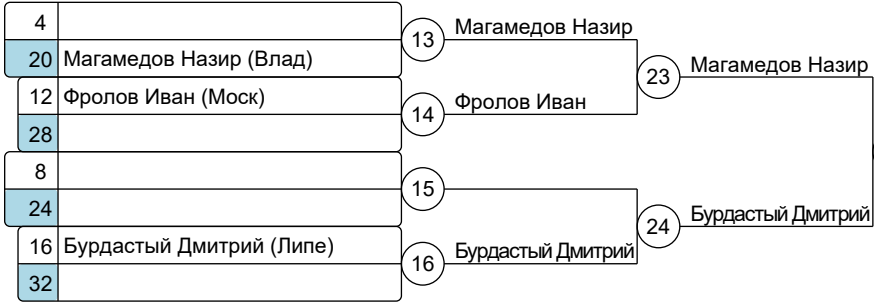 4
13 Магамедов Назир
20 Магамедов Назир (Влад)
23 Магамедов Назир
12 Фролов Иван (Моск)
14 Фролов Иван
28
8
15
24
24 Бурдастый Дмитрий
16 Бурдастый Дмитрий (Липе)
16 Бурдастый Дмитрий
32